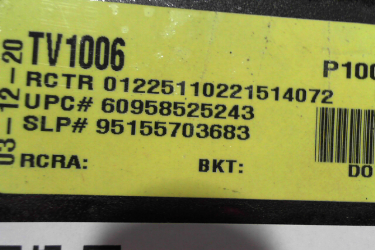 03-12-20
TV1006
P100
RCTR 01225110221514072
UPC# 60958525243
SLP# 95155703683
RCRA:
BKT:
DO